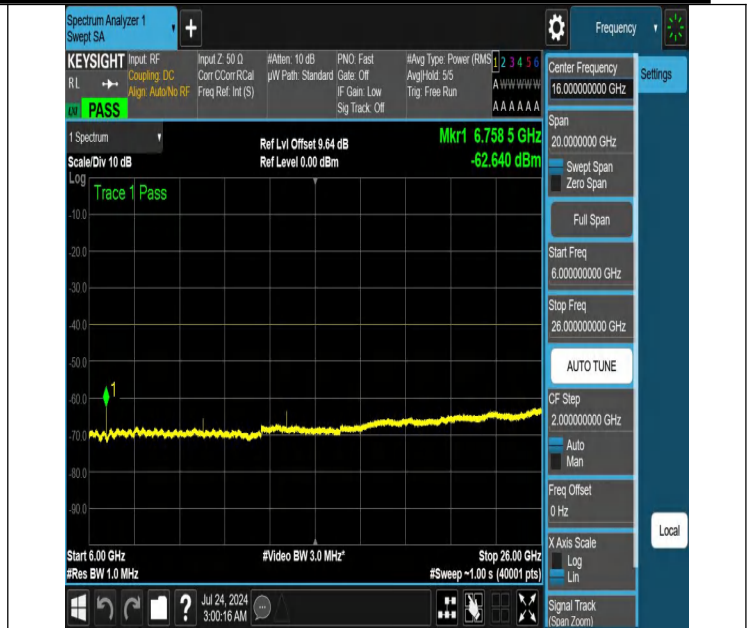 Spectrum Analyzer 1
Swept SA
Frequency
KEYSIGHT
RL
PASS
Input: RF
Coupling: DC
Align: Auto/No RF
Input Z: 50 Ω
Corr CCorr RCal
Freq Ref: Int (S)
#Atten: 10 dB
µW Path: Standard
PNO: Fast
Gate: Off
IF Gain: Low
Sig Track: Off
#Avg Type: Power (RMS
Avg|Hold: 5/5
Trig: Free Run
1 2 3 4 5 6
A W W W W W
A A A A A A
1 Spectrum
Scale/Div 10 dB
Ref Lvl Offset 9.64 dB
Ref Level 0.00 dBm
Mkr1 6.758 5 GHz
-62.640 dBm
Log
Trace 1 Pass
-10.0
-20.0
-30.0
-40.0
-50.0
-60.0
-70.0
-80.0
-90.0
1
Start 6.00 GHz
#Res BW 1.0 MHz
#Video BW 3.0 MHz*
Stop 26.00 GHz
#Sweep ~1.00 s (40001 pts)
Center Frequency
16.00000000 GHz
Settings
Span
20.0000000 GHz
Swept Span
Zero Span
Full Span
Start Freq
6.000000000 GHz
Stop Freq
26.000000000 GHz
AUTO TUNE
CF Step
2.000000000 GHz
Auto
Man
Freq Offset
0 Hz
X Axis Scale
Log
Lin
Local
Signal Track
(Span Zoom)
?
Jul 24, 2024
3:00:16 AM